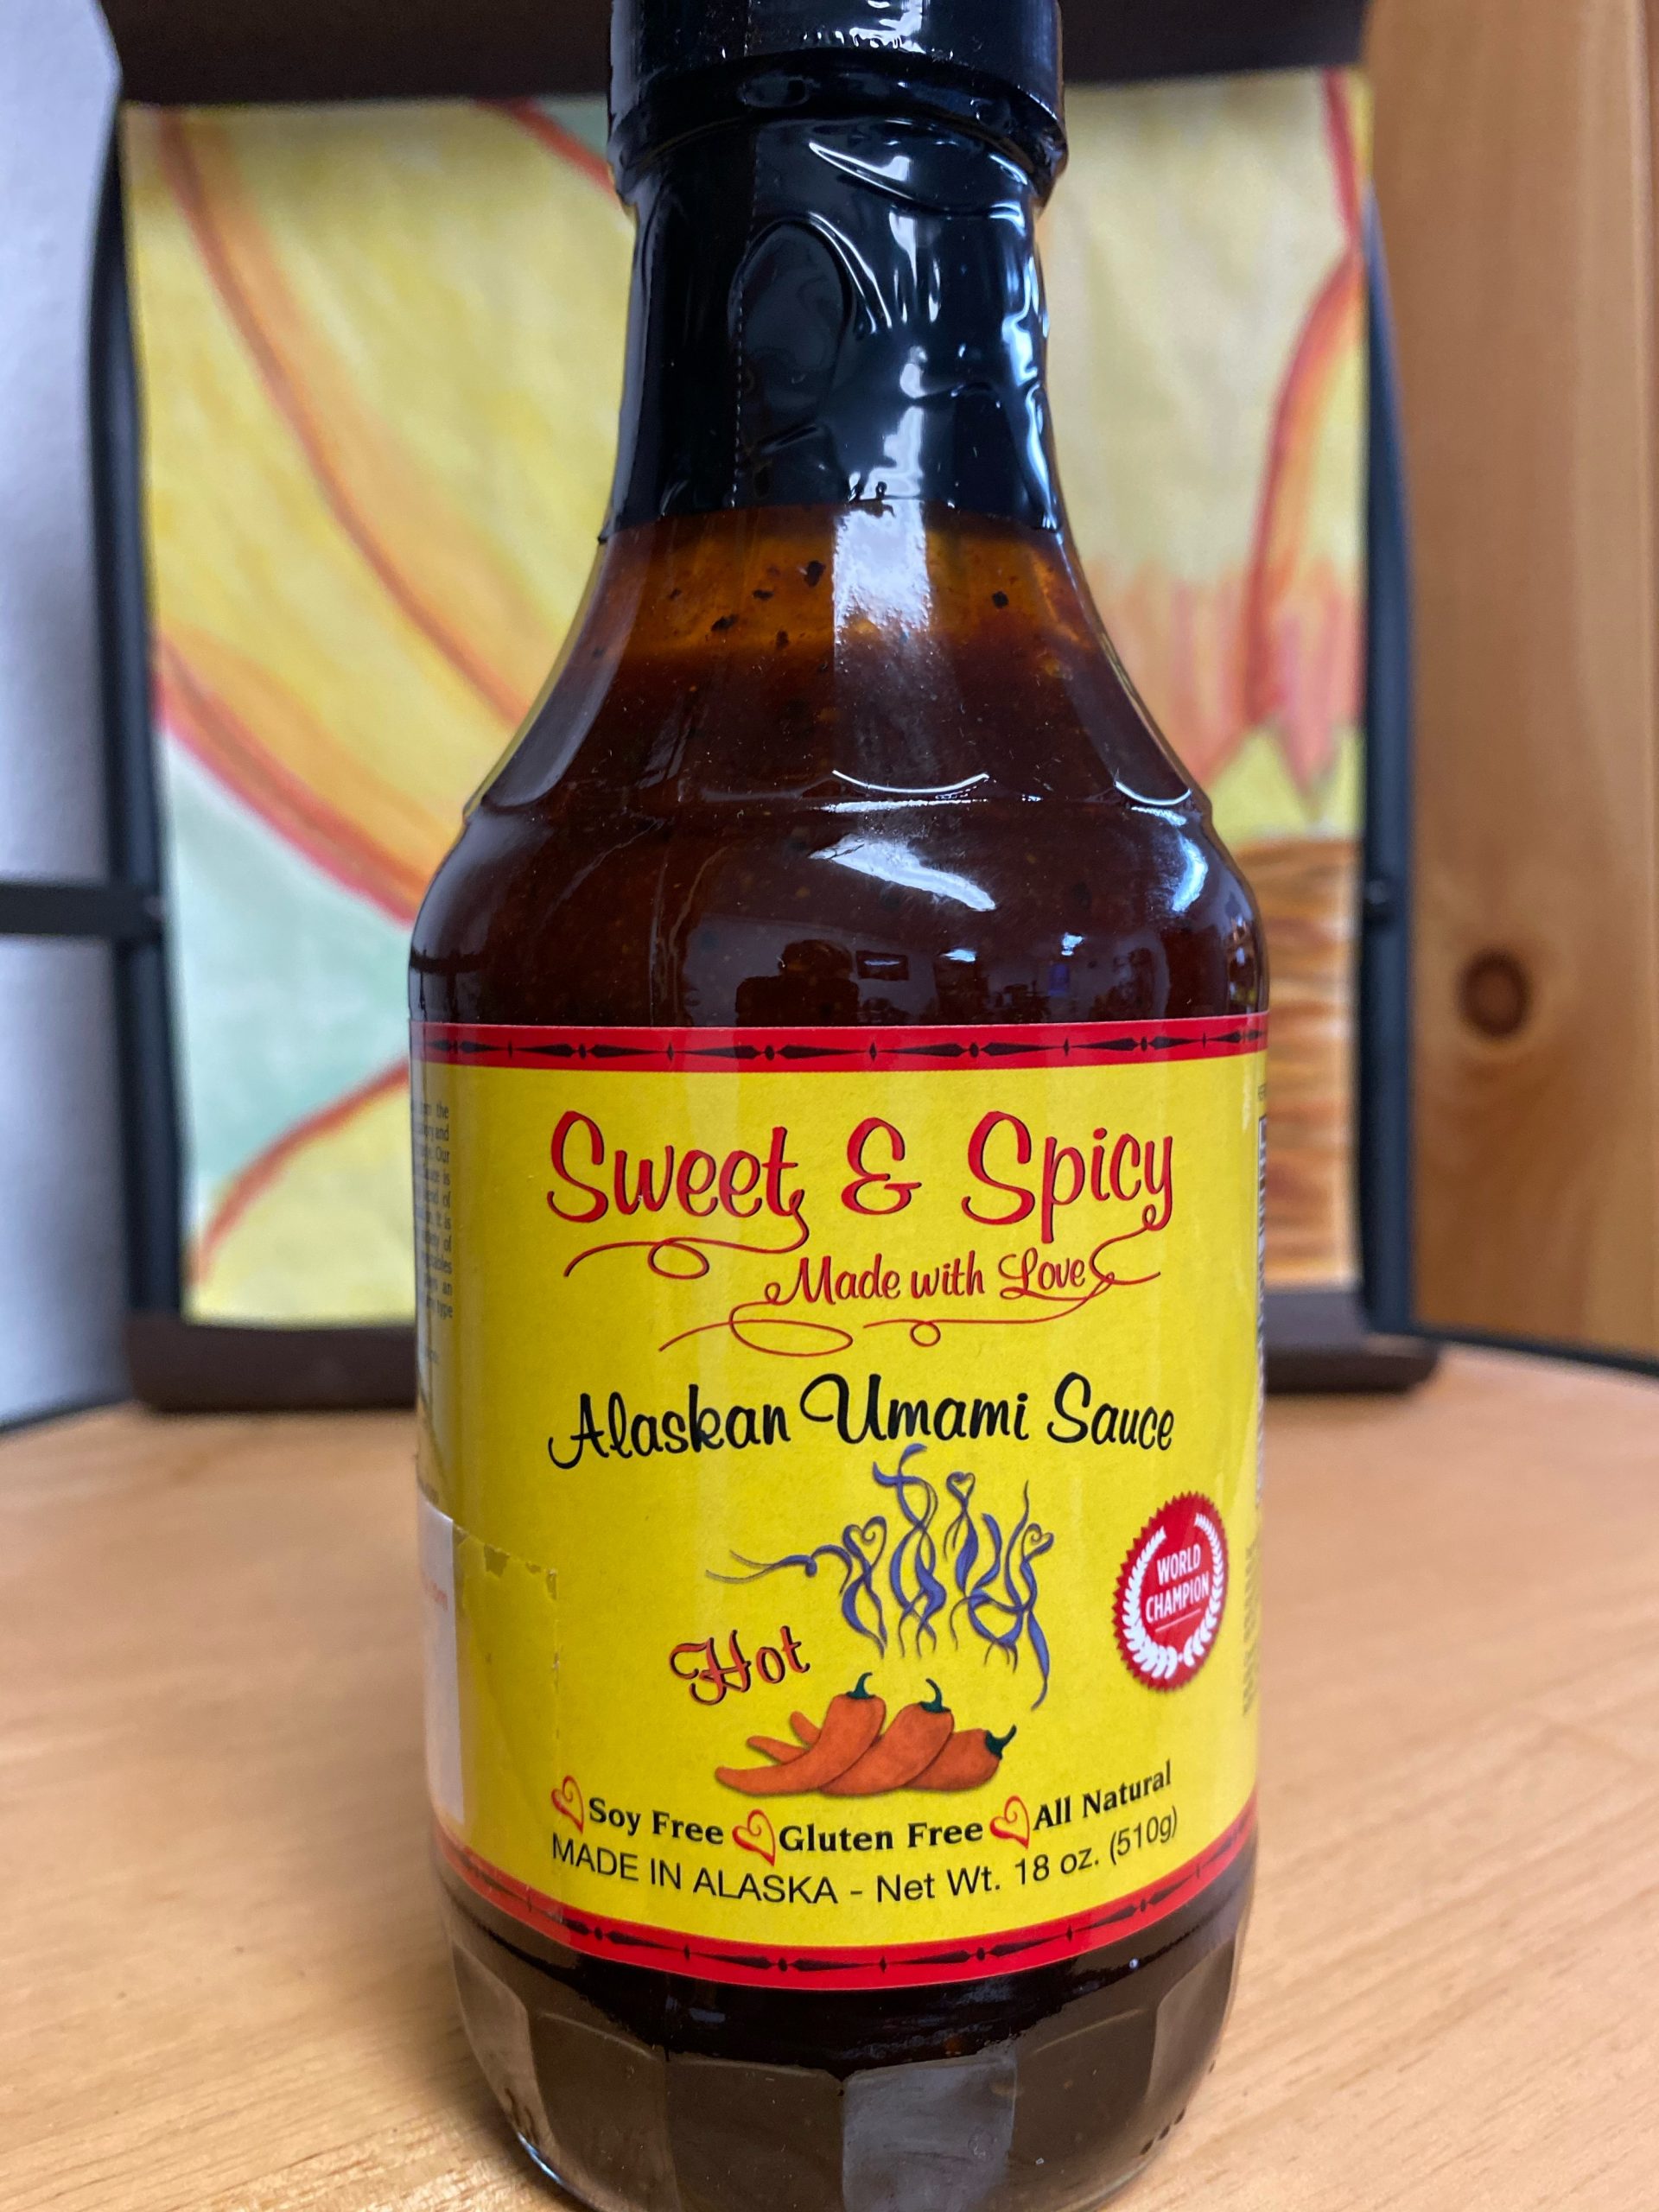 Sweet & Spicy
Made with Love
Alaskan Umami Sauce
WORLD
CHAMPION
Hot
Soy Free Gluten Free All Natural
MADE IN ALASKA - Net Wt. 18 oz. (510g)